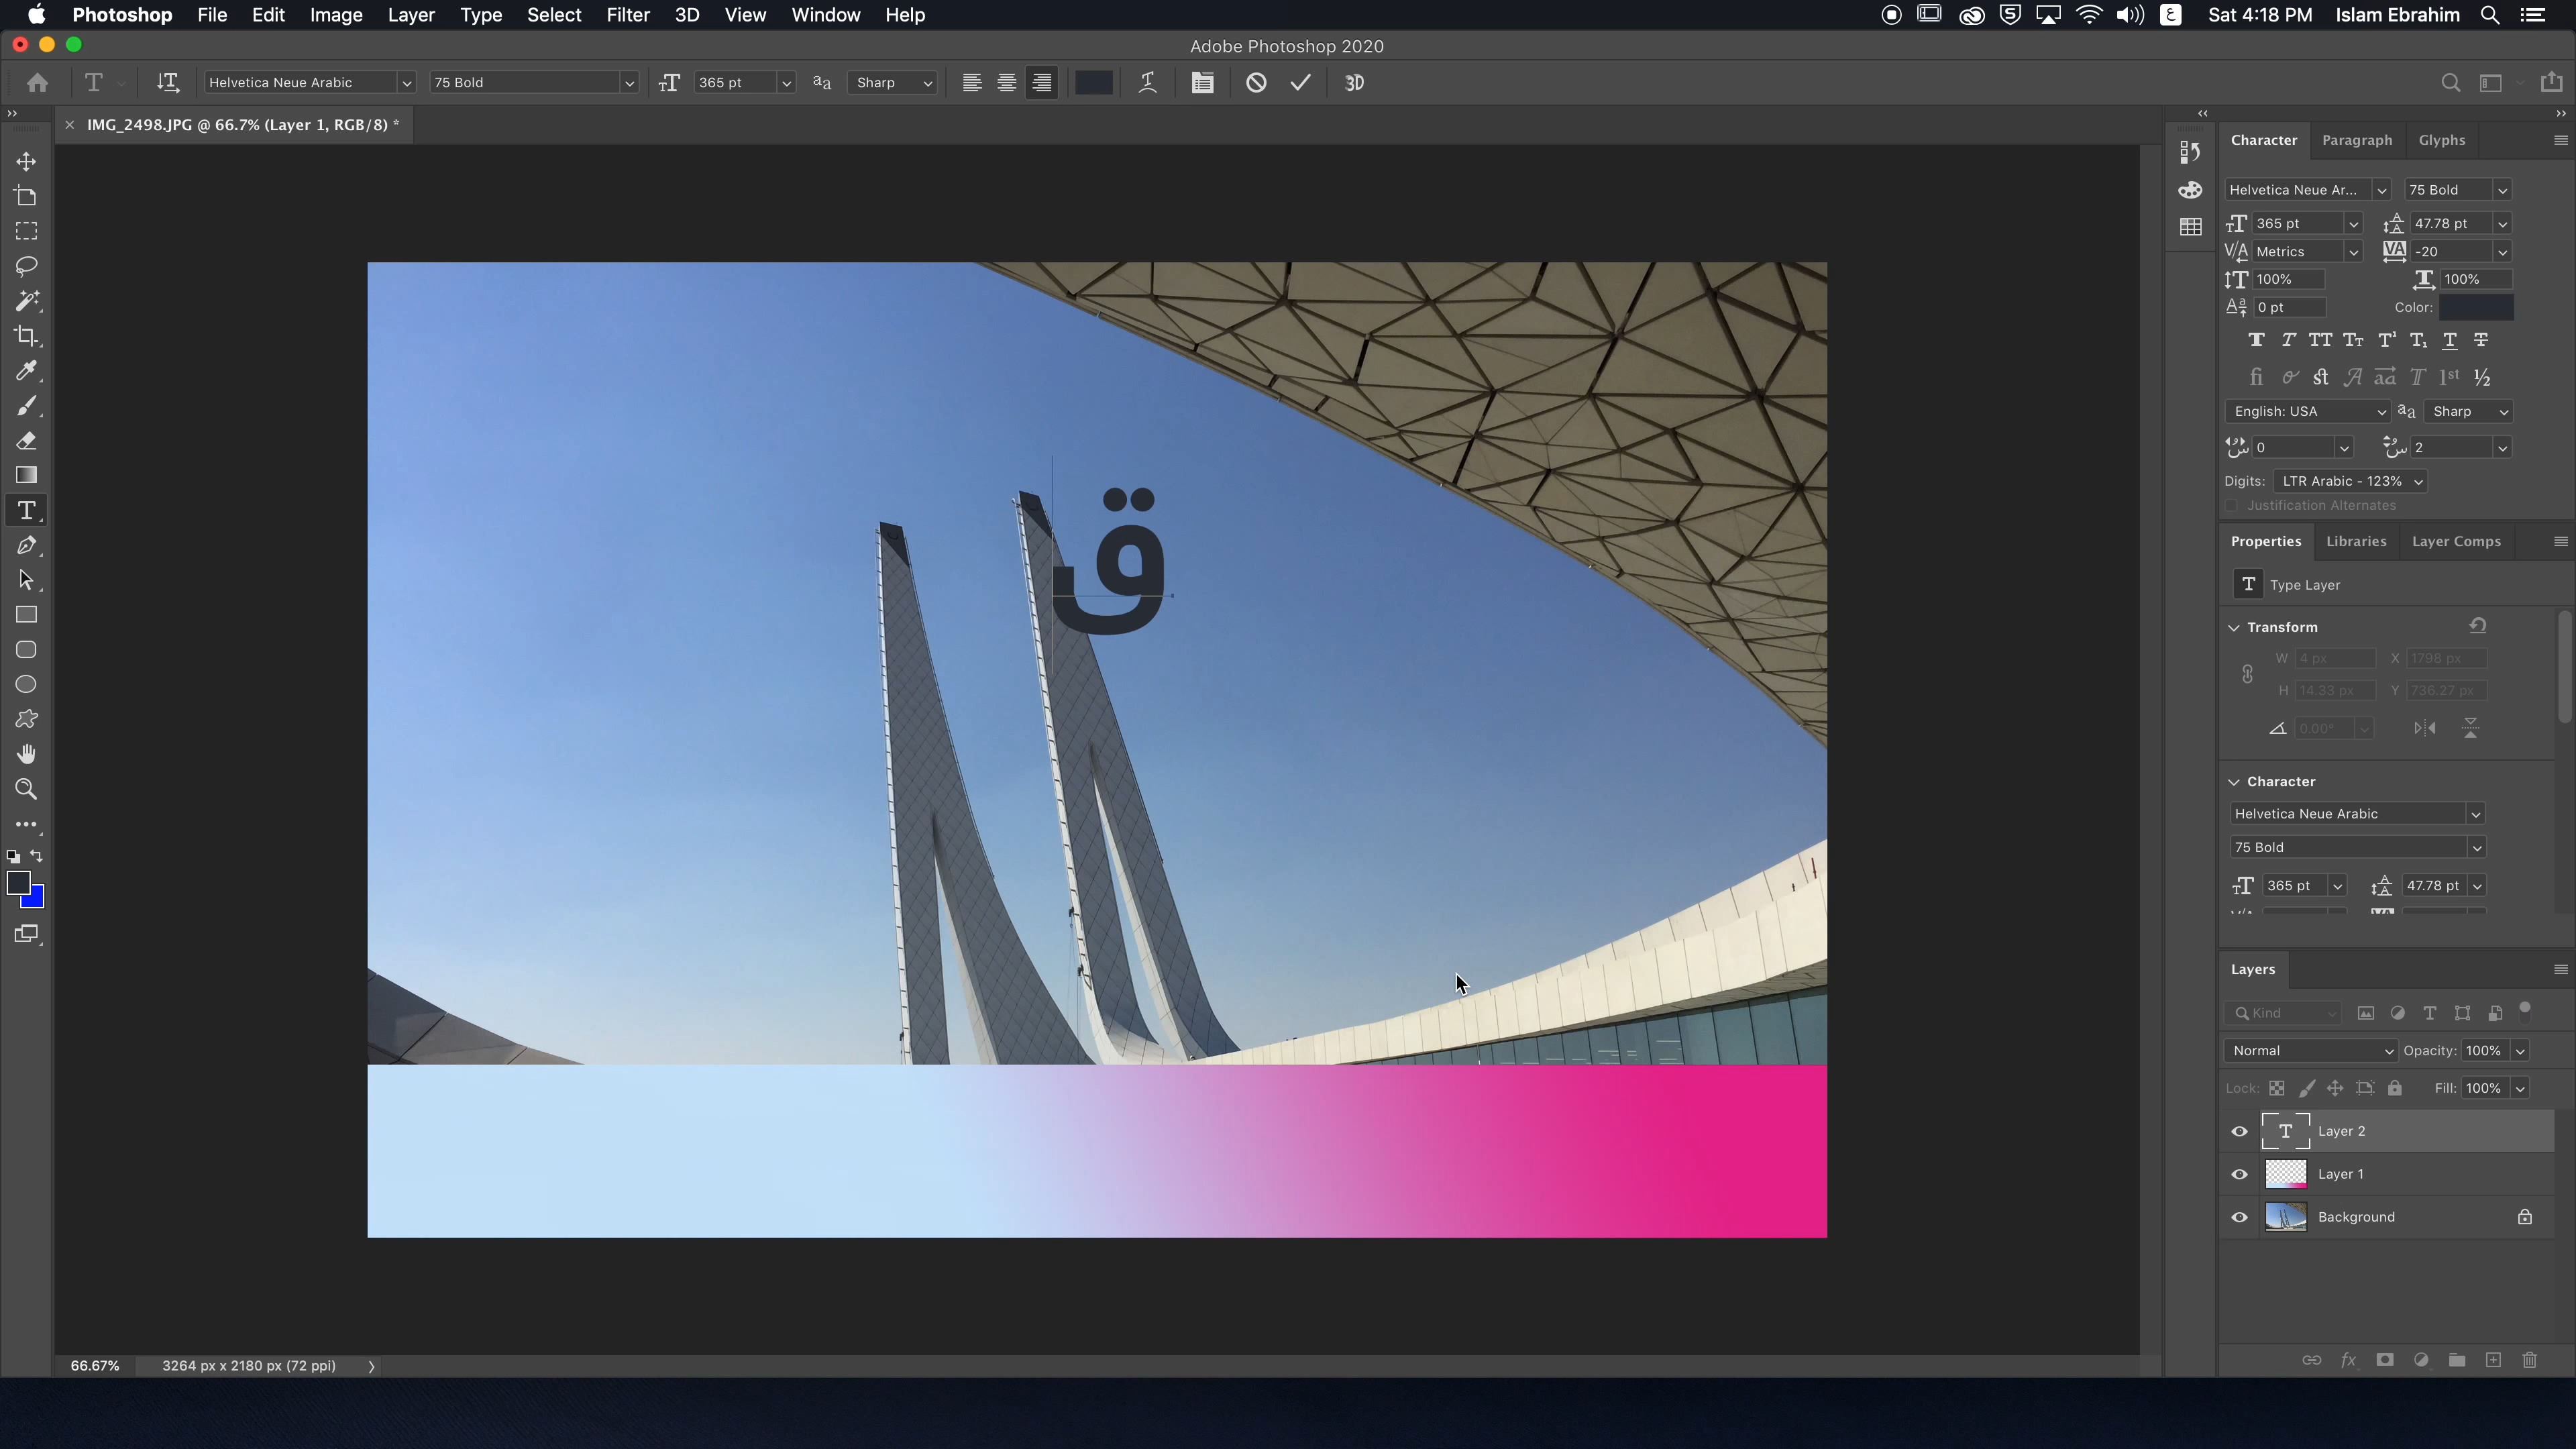 Photoshop File Edit Image Layer Type Select Filter 3D View Window Help
ع Sat 4:18 PM Islam Ebrahim
Adobe Photoshop 2020
Helvetica Neue Arabic 75 Bold 365 pt Sharp 3D
IMG_2498.JPG @ 66.7% (Layer 1, RGB/8) *
Character Paragraph Glyphs
Helvetica Neue Ar... 75 Bold
365 pt 47.78 pt
Metrics -20
100% 100%
0 pt Color:
English: USA Sharp
0 2
Digits: LTR Arabic - 123%
Justification Alternates
ق
Properties Libraries Layer Comps
Type Layer
Transform
W 4 px X 1798 px
H 14.33 px Y 736.27 px
0.00°
Character
Helvetica Neue Arabic
75 Bold
365 pt 47.78 pt
Layers
Kind
Normal Opacity: 100%
Lock: Fill: 100%
Layer 2
Layer 1
Background
66.67% 3264 px x 2180 px (72 ppi)